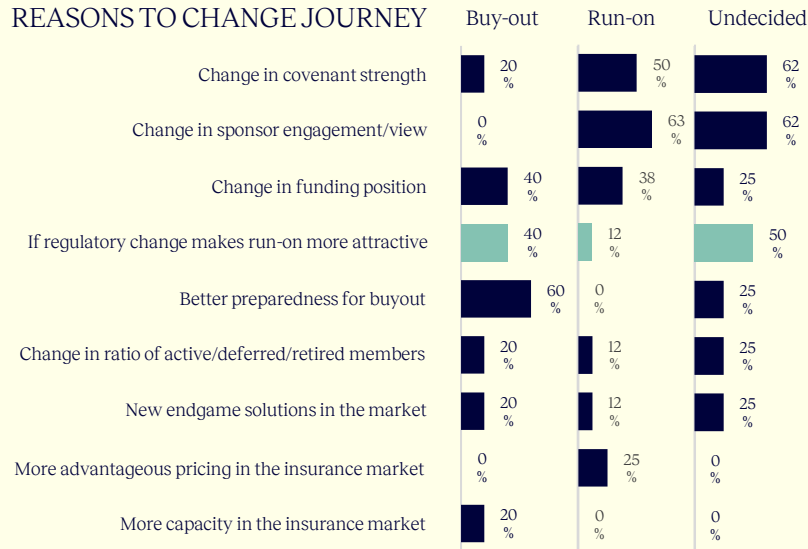 REASONS TO CHANGE JOURNEY Buy-out Run-on Undecided
Change in covenant strength 20 % 50 % 62 %
Change in sponsor engagement/view 0 % 63 % 62 %
Change in funding position 40 % 38 % 25 %
If regulatory change makes run-on more attractive 40 % 12 % 50 %
Better preparedness for buyout 60 % 0 % 25 %
Change in ratio of active/deferred/retired members 20 % 12 % 25 %
New endgame solutions in the market 20 % 12 % 25 %
More advantageous pricing in the insurance market 0 % 25 % 0 %
More capacity in the insurance market 20 % 0 % 0 %